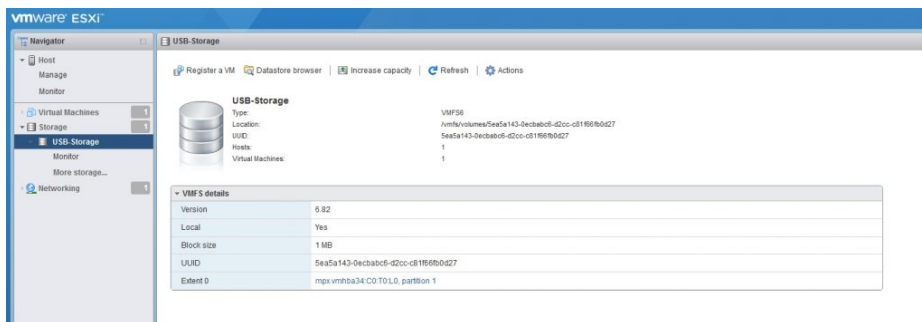 vmware ESXi™
Navigator
USB-Storage
Host
Manage
Monitor
Virtual Machines 1
Storage 1
USB-Storage
Monitor
More storage...
Networking 1
Register a VM Datastore browser Increase capacity Refresh Actions
USB-Storage
Type: VMFS6
Location: /vmfs/volumes/5ea5a143-0ecbabc6-d2cc-c81f66fb0d27
UUID: 5ea5a143-0ecbabc6-d2cc-c81f66fb0d27
Hosts: 1
Virtual Machines: 1
VMFS details
Version 6.82
Local Yes
Block size 1 MB
UUID 5ea5a143-0ecbabc6-d2cc-c81f66fb0d27
Extent 0 mpx.vmhba34:C0:T0:L0, partition 1